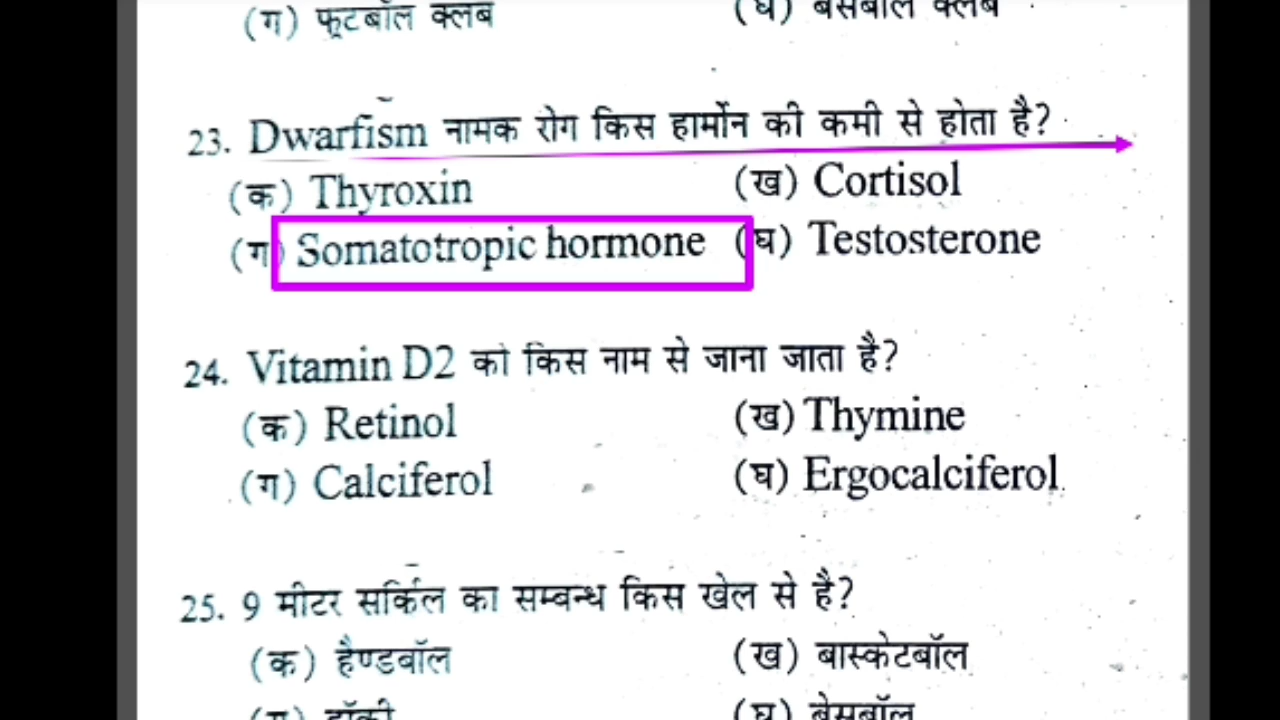 (ग) फूटबॉल क्लब (घ) बेसबॉल क्लब
23. Dwarfism नामक रोग किस हार्मोन की कमी से होता है?
(क) Thyroxin (ख) Cortisol
(ग) Somatotropic hormone (घ) Testosterone
24. Vitamin D2 को किस नाम से जाना जाता है?
(क) Retinol (ख) Thymine
(ग) Calciferol (घ) Ergocalciferol
25. 9 मीटर सर्किल का सम्बन्ध किस खेल से है?
(क) हैण्डबॉल (ख) बास्केटबॉल
(ग) हॉकी (घ) बेसबॉल